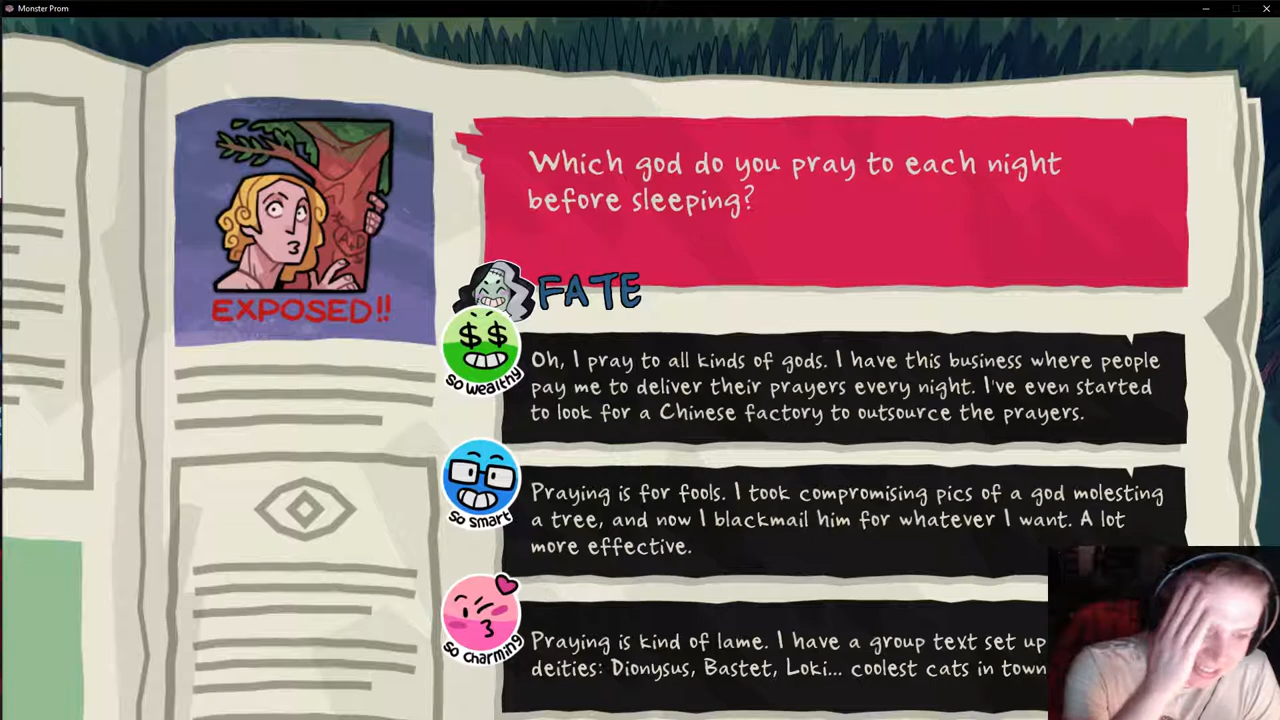 Monster Prom
Which god do you pray to each night
before sleeping?
A+D
EXPOSED!!
FATE
SO WEALTHY
Oh, I pray to all kinds of gods. I have this business where people
pay me to deliver their prayers every night. I've even started
to look for a Chinese factory to outsource the prayers.
SO SMART
Praying is for fools. I took compromising pics of a god molesting
a tree, and now I blackmail him for whatever I want. A lot
more effective.
SO CHARMING
Praying is kind of lame. I have a group text set up
deities: Dionysus, Bastet, Loki... coolest cats in town